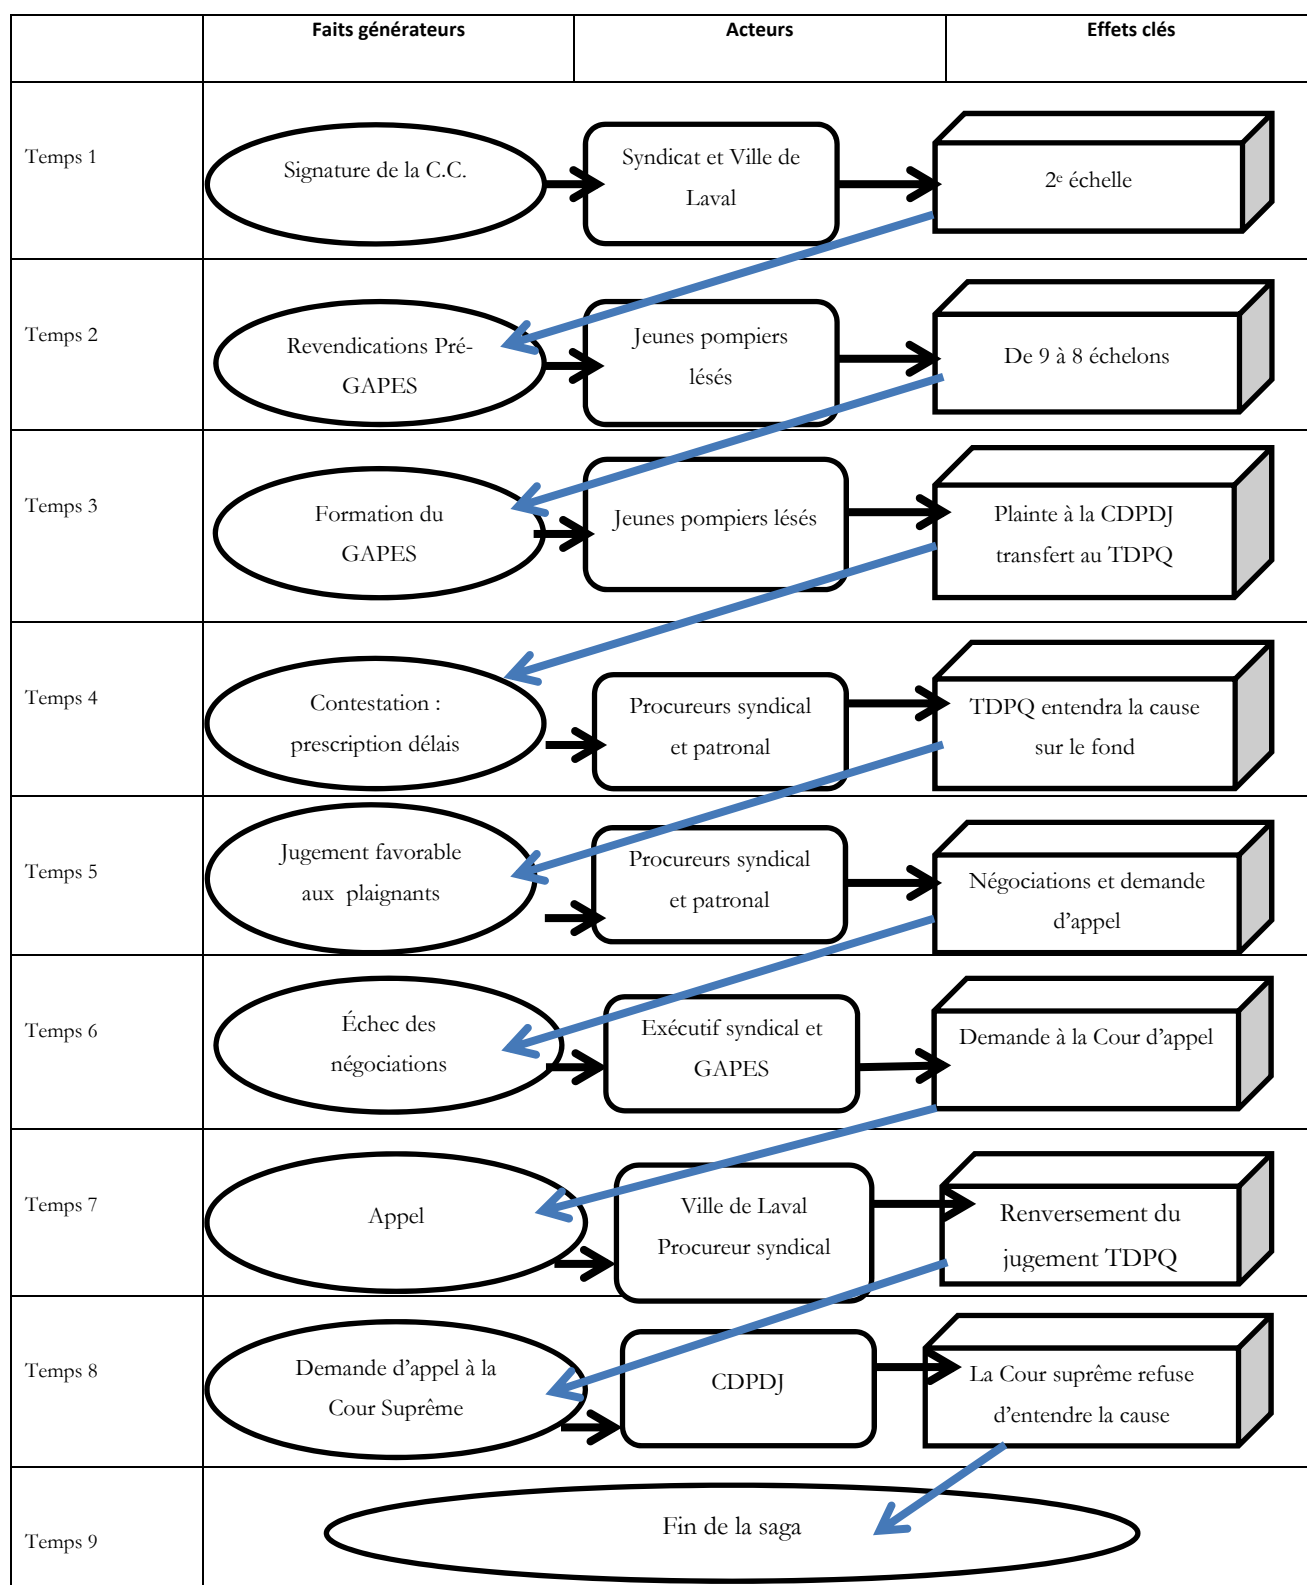 Faits générateurs
Acteurs
Effets clés
Temps 1
Signature de la C.C.
Syndicat et Ville de
Laval
2e échelle
Temps 2
Revendications Pré-
GAPES
Jeunes pompiers
lésés
De 9 à 8 échelons
Temps 3
Formation du
GAPES
Jeunes pompiers lésés
Plainte à la CDPDJ
transfert au TDPQ
Temps 4
Contestation :
prescription délais
Procureurs syndical
et patronal
TDPQ entendra la cause
sur le fond
Temps 5
Jugement favorable
aux plaignants
Procureurs syndical
et patronal
Négociations et demande
d'appel
Temps 6
Échec des
négociations
Exécutif syndical et
GAPES
Demande à la Cour d'appel
Temps 7
Appel
Ville de Laval
Procureur syndical
Renversement du
jugement TDPQ
Temps 8
Demande d'appel à la
Cour Suprême
CDPDJ
La Cour suprême refuse
d'entendre la cause
Temps 9
Fin de la saga